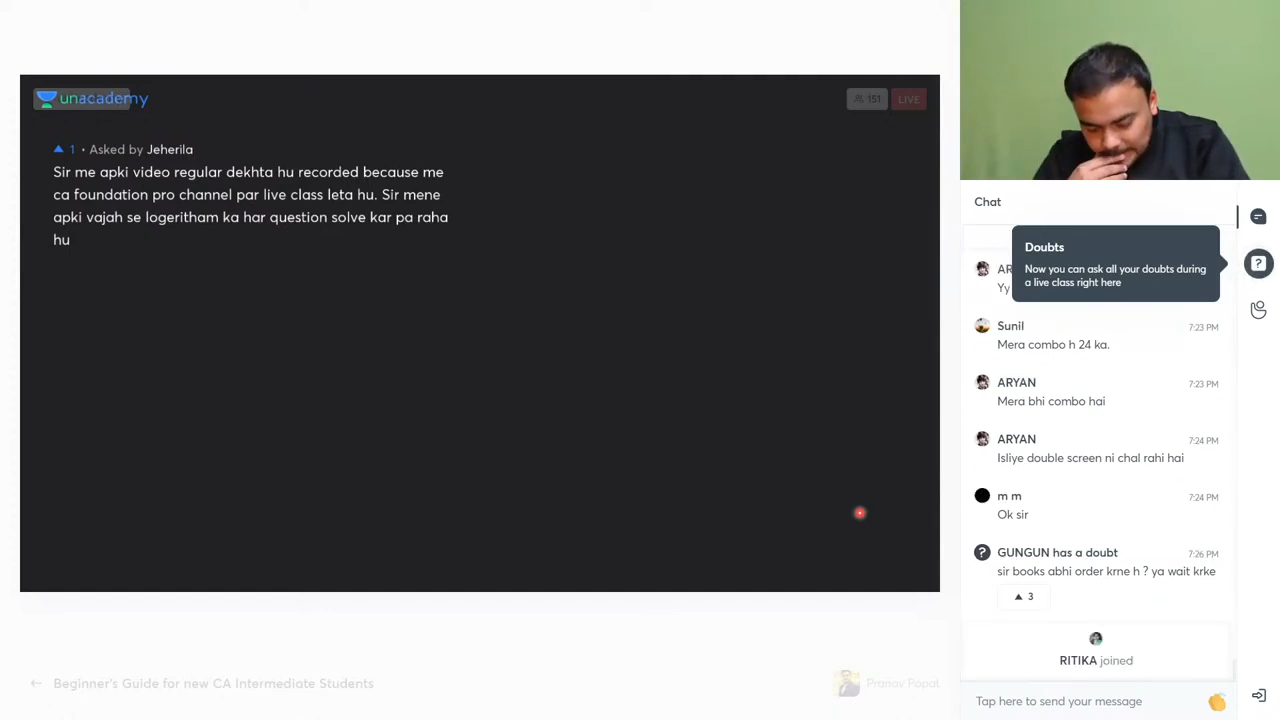 unacademy
151 LIVE
1 • Asked by Jeherila
Sir me apki video regular dekhta hu recorded because me
ca foundation pro channel par live class leta hu. Sir mene
apki vajah se logeritham ka har question solve kar pa raha
hu
Beginner's Guide for new CA Intermediate Students
Pranav Popat
Chat
Doubts
Now you can ask all your doubts during
a live class right here
AR
Yy
Sunil 7:23 PM
Mera combo h 24 ka.
ARYAN 7:23 PM
Mera bhi combo hai
ARYAN 7:24 PM
Isliye double screen ni chal rahi hai
m m 7:24 PM
Ok sir
? GUNGUN has a doubt 7:26 PM
sir books abhi order krne h ? ya wait krke
3
RITIKA joined
Tap here to send your message
?